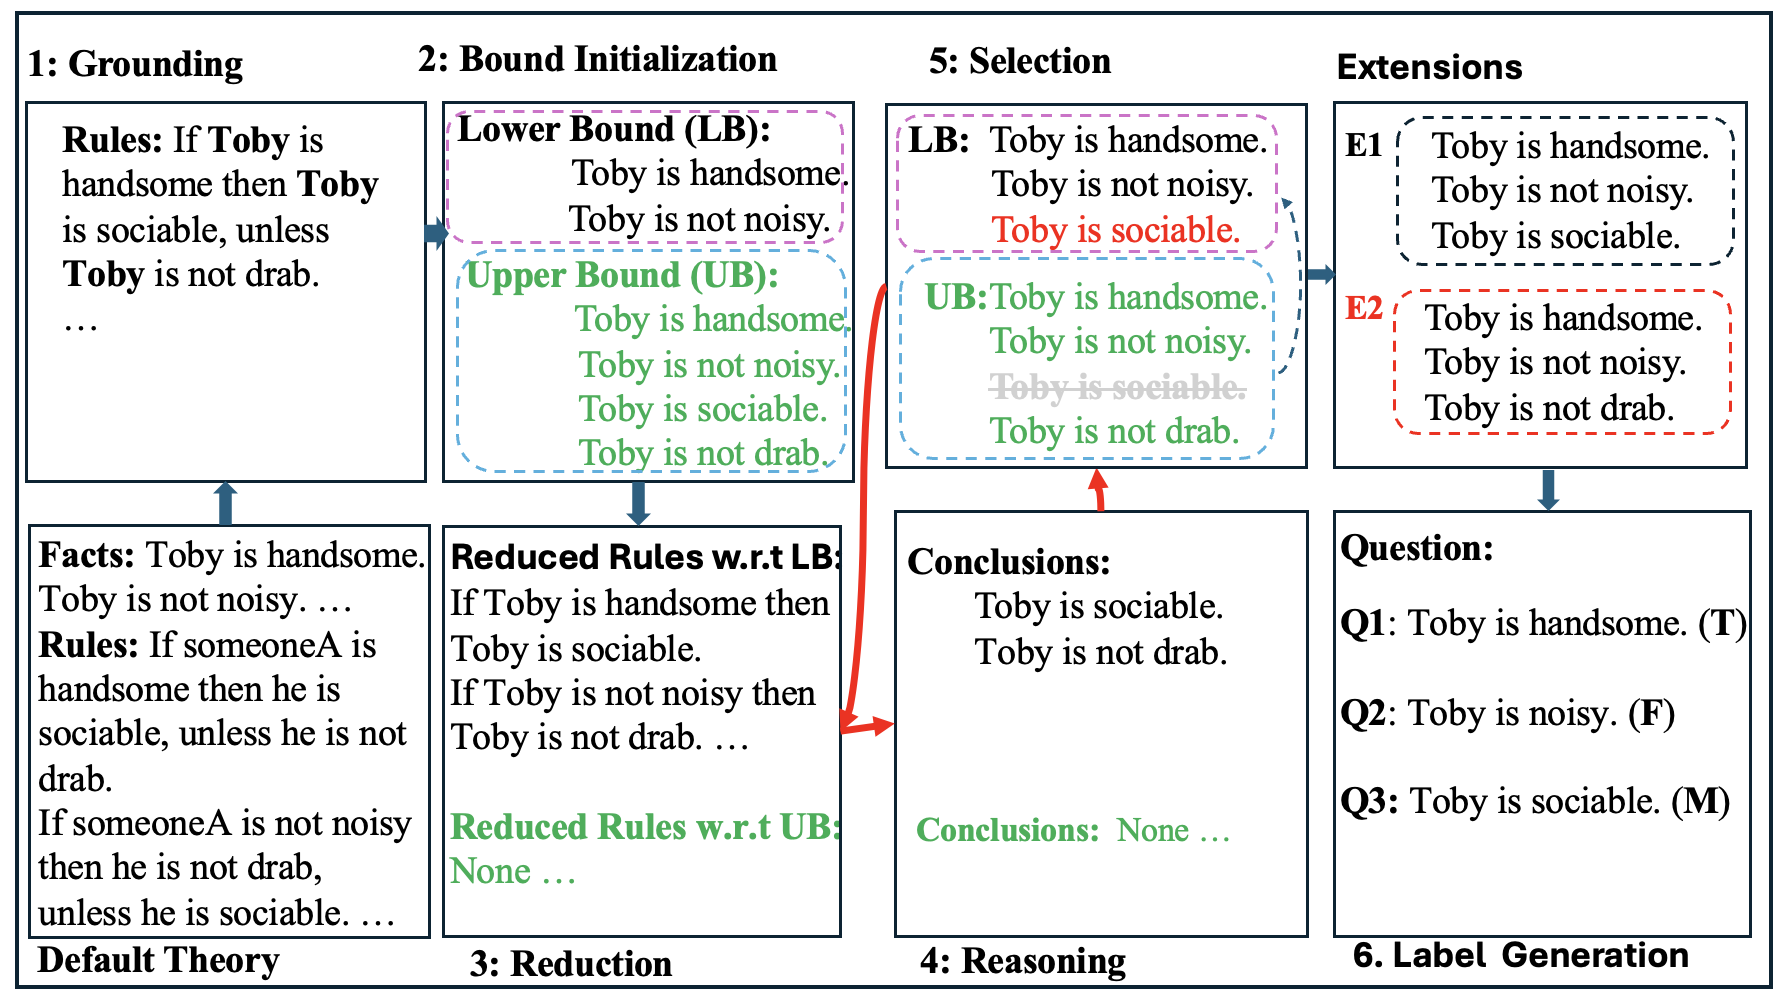 1: Grounding
Rules: If Toby is
handsome then Toby
is sociable, unless
Toby is not drab.
…
2: Bound Initialization
Lower Bound (LB):
Toby is handsome.
Toby is not noisy.
Upper Bound (UB):
Toby is handsome.
Toby is not noisy.
Toby is sociable.
Toby is not drab.
5: Selection
LB: Toby is handsome.
Toby is not noisy.
Toby is sociable.
UB:Toby is handsome.
Toby is not noisy.
Toby is sociable.
Toby is not drab.
Extensions
E1 Toby is handsome.
Toby is not noisy.
Toby is sociable.
E2 Toby is handsome.
Toby is not noisy.
Toby is not drab.
Facts: Toby is handsome.
Toby is not noisy. …
Rules: If someoneA is
handsome then he is
sociable, unless he is not
drab.
If someoneA is not noisy
then he is not drab,
unless he is sociable. …
Default Theory
Reduced Rules w.r.t LB:
If Toby is handsome then
Toby is sociable.
If Toby is not noisy then
Toby is not drab. …
Reduced Rules w.r.t UB:
None …
3: Reduction
Conclusions:
Toby is sociable.
Toby is not drab.
Conclusions: None …
4: Reasoning
Question:
Q1: Toby is handsome. (T)
Q2: Toby is noisy. (F)
Q3: Toby is sociable. (M)
6. Label Generation